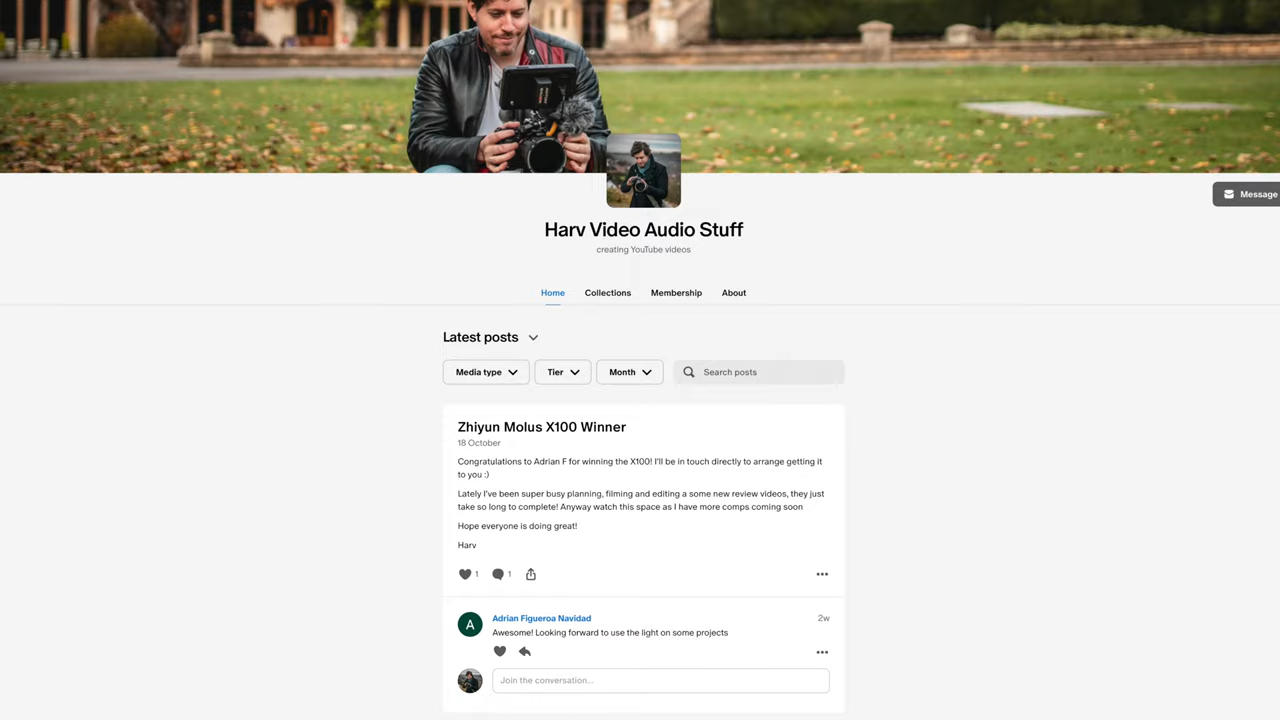 Message
Harv Video Audio Stuff
creating YouTube videos
Home Collections Membership About
Latest posts
Media type Tier Month Search posts
Zhiyun Molus X100 Winner
18 October
Congratulations to Adrian F for winning the X100! I'll be in touch directly to arrange getting it
to you :)
Lately I've been super busy planning, filming and editing a some new review videos, they just
take so long to complete! Anyway watch this space as I have more comps coming soon
Hope everyone is doing great!
Harv
1 1
A
Adrian Figueroa Navidad 2w
Awesome! Looking forward to use the light on some projects
Join the conversation...